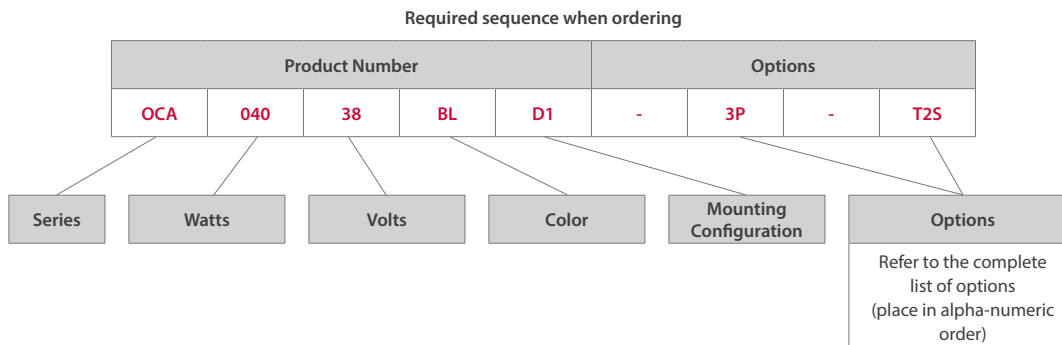 Required sequence when ordering
Product Number Options
OCA 040 38 BL D1 - 3P - T2S
Series Watts Volts Color Mounting Configuration Options
Refer to the complete
list of options
(place in alpha-numeric
order)